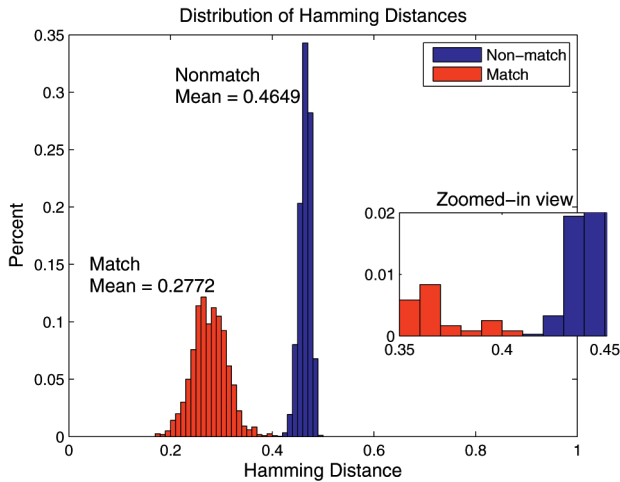 Distribution of Hamming Distances
0.35
0.3
0.25
0.2
0.15
0.1
0.05
0
Percent
Nonmatch
Mean = 0.4649
Match
Mean = 0.2772
Non-match
Match
Zoomed-in view
0.02
0.01
0
0.35
0.4
0.45
0
0.2
0.4
0.6
0.8
1
Hamming Distance